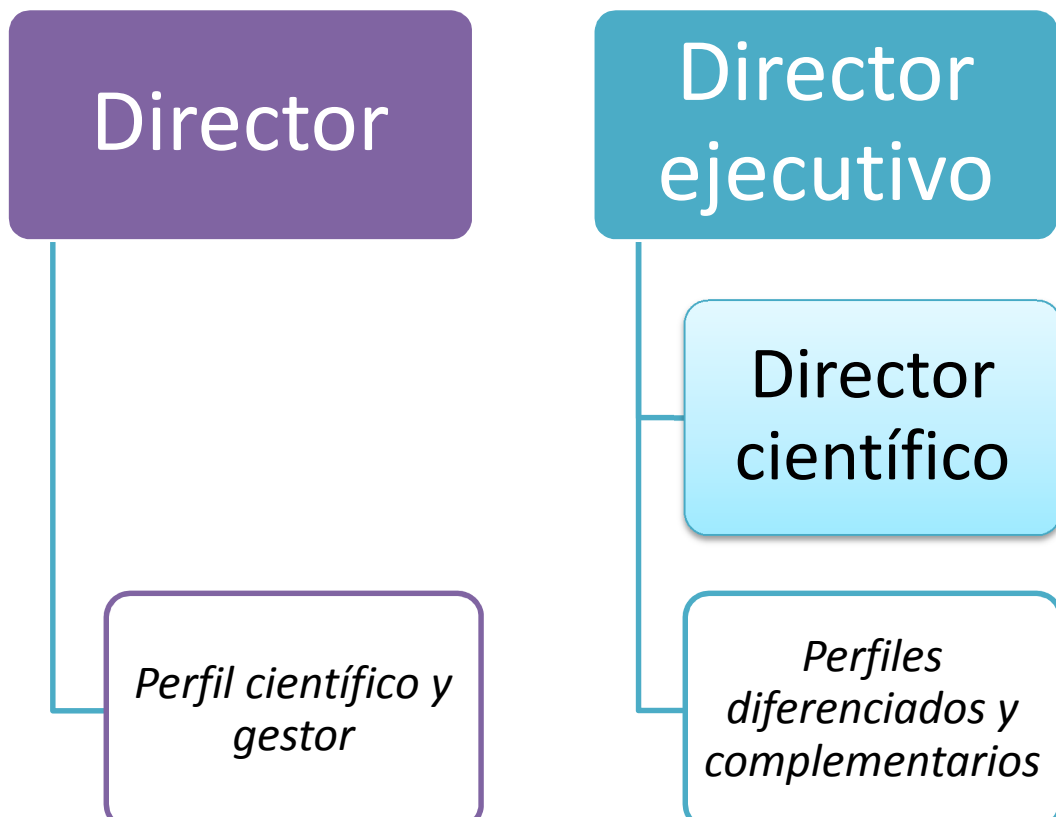 Director
Perfil científico y
gestor
Director
ejecutivo
Director
científico
Perfiles
diferenciados y
complementarios